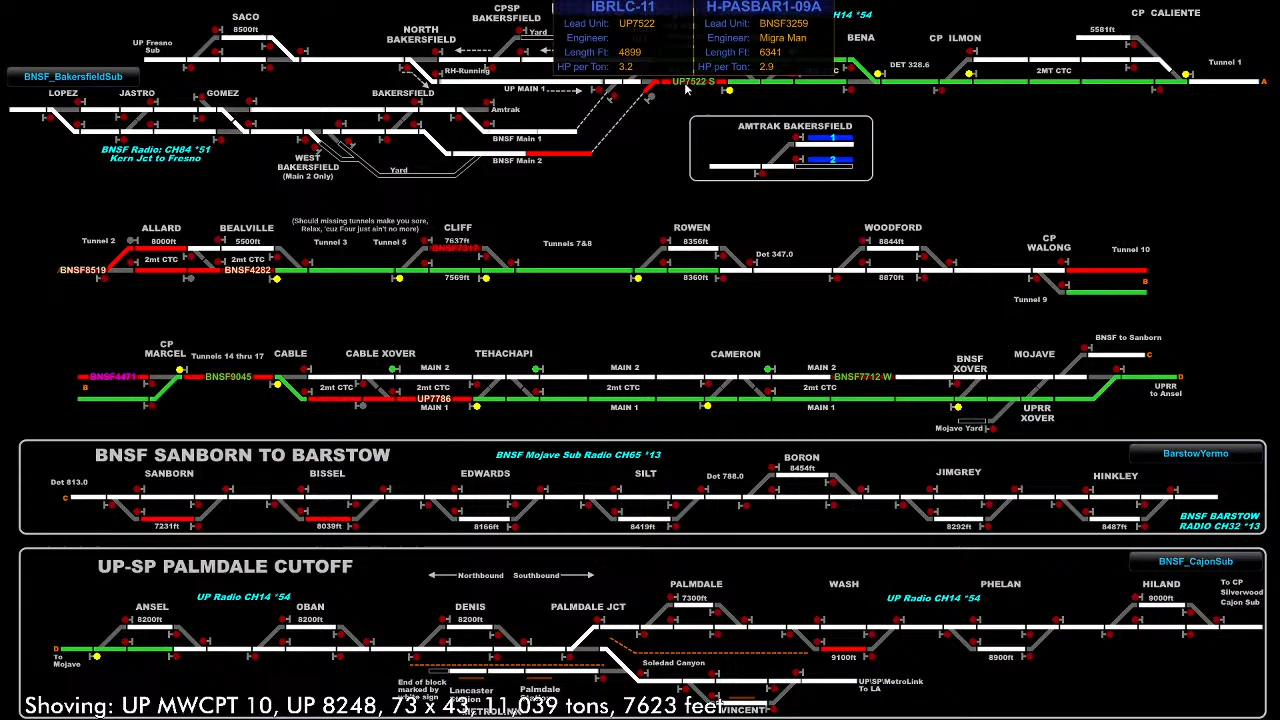 IBRLC-11
Lead Unit: UP7522
Engineer:
Length Ft: 4899
HP per Ton: 3.2
H-PASBAR1-09A
Lead Unit: BNSF3259
Engineer: Migra Man
Length Ft: 6341
HP per Ton: 2.9
SACO
8500ft
UP Fresno
Sub
NORTH
BAKERSFIELD
CPSP
BAKERSFIELD
Yard
RH-Running
UP MAIN 1
UP7522 S
BENA
DET 328.6
CP ILMON
2MT CTC
CP CALIENTE
5581ft
Tunnel 1
A
BNSF_BakersfieldSub
LOPEZ
JASTRO
GOMEZ
BAKERSFIELD
Amtrak
BNSF Main 1
BNSF Main 2
BNSF Radio: CH84 *51
Kern Jct to Fresno
WEST
BAKERSFIELD
(Main 2 Only)
Yard
AMTRAK BAKERSFIELD
1
2
Tunnel 2
ALLARD
8000ft
2mt CTC
BNSF8519
BEALVILLE
5500ft
2mt CTC
BNSF4282
(Should missing tunnels make you sore,
Relax, 'cuz Four just ain't no more)
Tunnel 3
Tunnel 5
CLIFF
7637ft
7569ft
Tunnels 7&8
ROWEN
8356ft
8360ft
Det 347.0
WOODFORD
8844ft
8870ft
CP
WALONG
Tunnel 10
B
Tunnel 9
CP
MARCEL
Tunnels 14 thru 17
BNSF4471
B
BNSF9045
CABLE
CABLE XOVER
2mt CTC
TEHACHAPI
MAIN 2
2mt CTC
UP7786
MAIN 1
MAIN 2
2mt CTC
MAIN 1
CAMERON
MAIN 2
BNSF7712 W
2mt CTC
MAIN 1
BNSF
XOVER
MOJAVE
BNSF to Sanborn
C
D
UPRR
to Ansel
UPRR
XOVER
Mojave Yard
BNSF SANBORN TO BARSTOW
BNSF Mojave Sub Radio CH65 *13
BarstowYermo
Det 813.0
C
SANBORN
7231ft
BISSEL
8039ft
EDWARDS
8166ft
SILT
8419ft
Det 788.0
BORON
8454ft
JIMGREY
8292ft
HINKLEY
8487ft
BNSF BARSTOW
RADIO CH32 *13
UP-SP PALMDALE CUTOFF
Northbound Southbound
BNSF_CajonSub
UP Radio CH14 *54
UP Radio CH14 *54
ANSEL
8200ft
D
To
Mojave
OBAN
8200ft
DENIS
8200ft
PALMDALE JCT
PALMDALE
7300ft
WASH
9100ft
PHELAN
8900ft
HILAND
9000ft
To CP
Silverwood
Cajon Sub
Soledad Canyon
UP\SP\MetroLink
To LA
End of block
marked by
Lancaster
Palmdale
VINCENT
Shoving: UP MWCPT 10, UP 8248, 73 x 43, 11,039 tons, 7623 feet